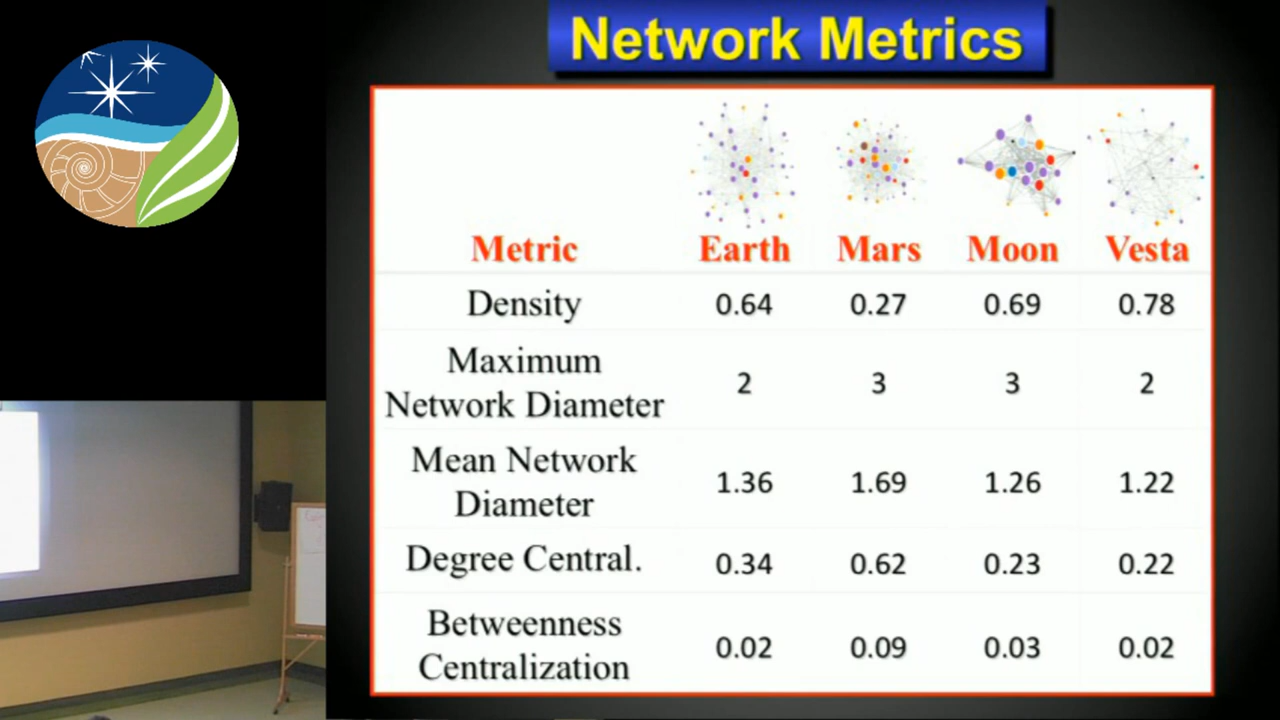 Network Metrics
Metric Earth Mars Moon Vesta
Density 0.64 0.27 0.69 0.78
Maximum
Network Diameter 2 3 3 2
Mean Network
Diameter 1.36 1.69 1.26 1.22
Degree Central. 0.34 0.62 0.23 0.22
Betweenness
Centralization 0.02 0.09 0.03 0.02